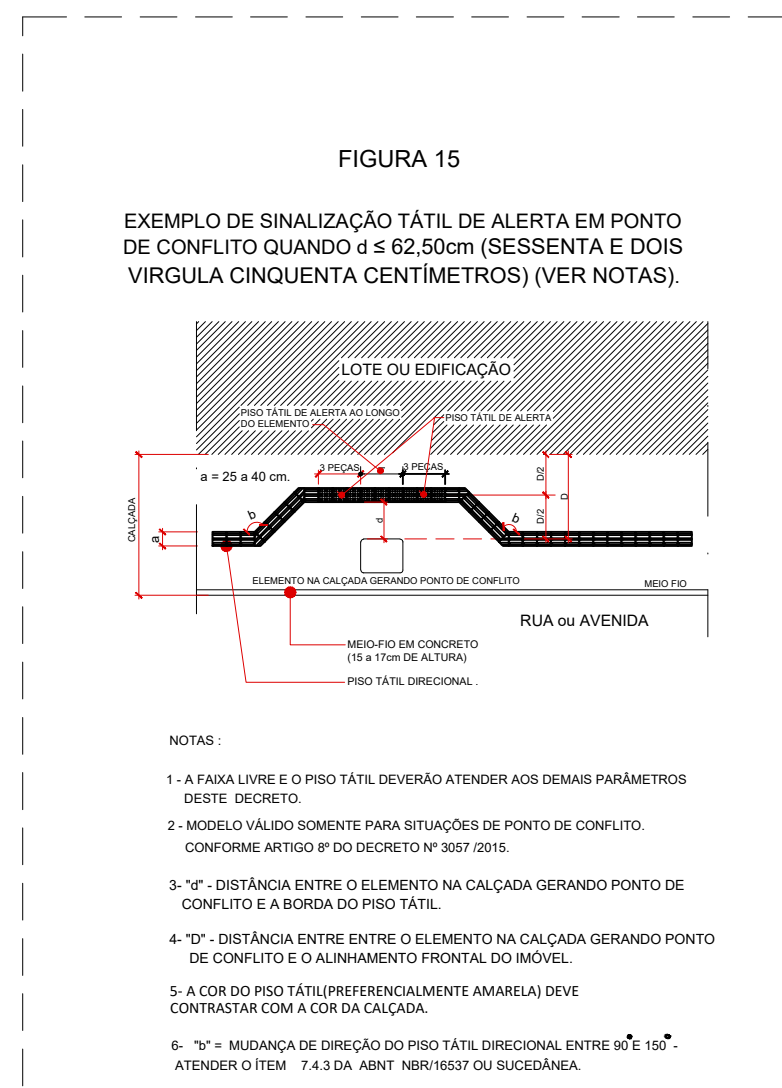 FIGURA 15
EXEMPLO DE SINALIZAÇÃO TÁTIL DE ALERTA EM PONTO
DE CONFLITO QUANDO d ≤ 62,50cm (SESSENTA E DOIS
VIRGULA CINQUENTA CENTÍMETROS) (VER NOTAS).
LOTE OU EDIFICAÇÃO
PISO TÁTIL DE ALERTA AO LONGO
DO ELEMENTO
PISO TÁTIL DE ALERTA
3 PEÇAS
3 PEÇAS
a = 25 a 40 cm.
D/2
D
D/2
CALÇADA
a
b
d
b
ELEMENTO NA CALÇADA GERANDO PONTO DE CONFLITO
MEIO FIO
RUA ou AVENIDA
MEIO-FIO EM CONCRETO
(15 a 17cm DE ALTURA)
PISO TÁTIL DIRECIONAL .
NOTAS :
1 - A FAIXA LIVRE E O PISO TÁTIL DEVERÃO ATENDER AOS DEMAIS PARÂMETROS
DESTE DECRETO.
2 - MODELO VÁLIDO SOMENTE PARA SITUAÇÕES DE PONTO DE CONFLITO.
CONFORME ARTIGO 8º DO DECRETO Nº 3057 /2015.
3- "d" - DISTÂNCIA ENTRE O ELEMENTO NA CALÇADA GERANDO PONTO DE
CONFLITO E A BORDA DO PISO TÁTIL.
4- "D" - DISTÂNCIA ENTRE ENTRE O ELEMENTO NA CALÇADA GERANDO PONTO
DE CONFLITO E O ALINHAMENTO FRONTAL DO IMÓVEL.
5- A COR DO PISO TÁTIL(PREFERENCIALMENTE AMARELA) DEVE
CONTRASTAR COM A COR DA CALÇADA.
6- "b" = MUDANÇA DE DIREÇÃO DO PISO TÁTIL DIRECIONAL ENTRE 90° E 150° -
ATENDER O ÍTEM 7.4.3 DA ABNT NBR/16537 OU SUCEDÂNEA.